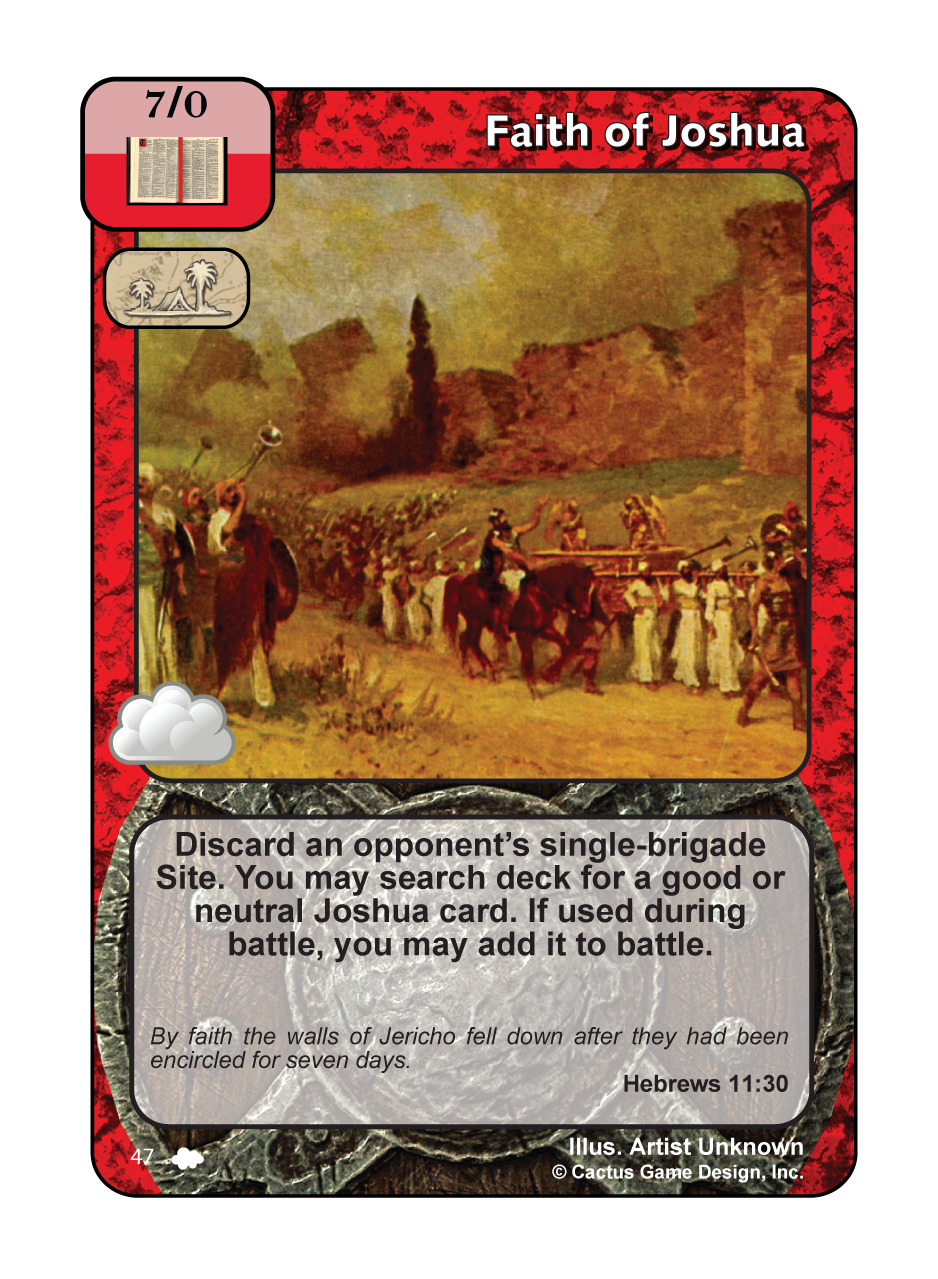 7/0
Faith of Joshua
Discard an opponent's single-brigade
Site. You may search deck for a good or
neutral Joshua card. If used during
battle, you may add it to battle.
By faith the walls of Jericho fell down after they had been
encircled for seven days.
Hebrews 11:30
47
Illus. Artist Unknown
© Cactus Game Design, Inc.